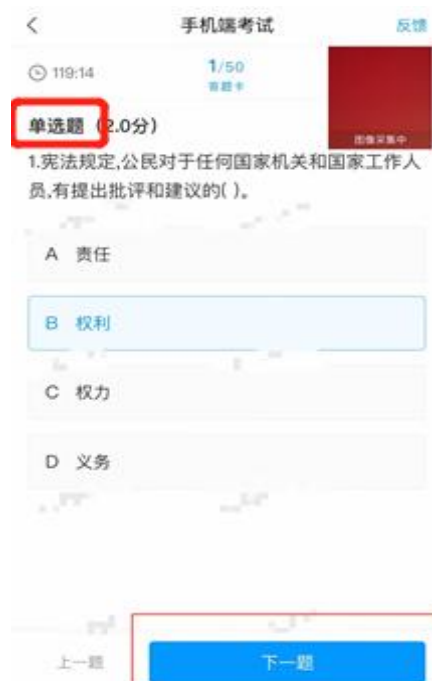 手机端考试
反馈
119:14
1/50
答题卡
单选题（2.0分）
图像采集中
1.宪法规定,公民对于任何国家机关和国家工作人
员,有提出批评和建议的( )。
A 责任
B 权利
C 权力
D 义务
上一题
下一题